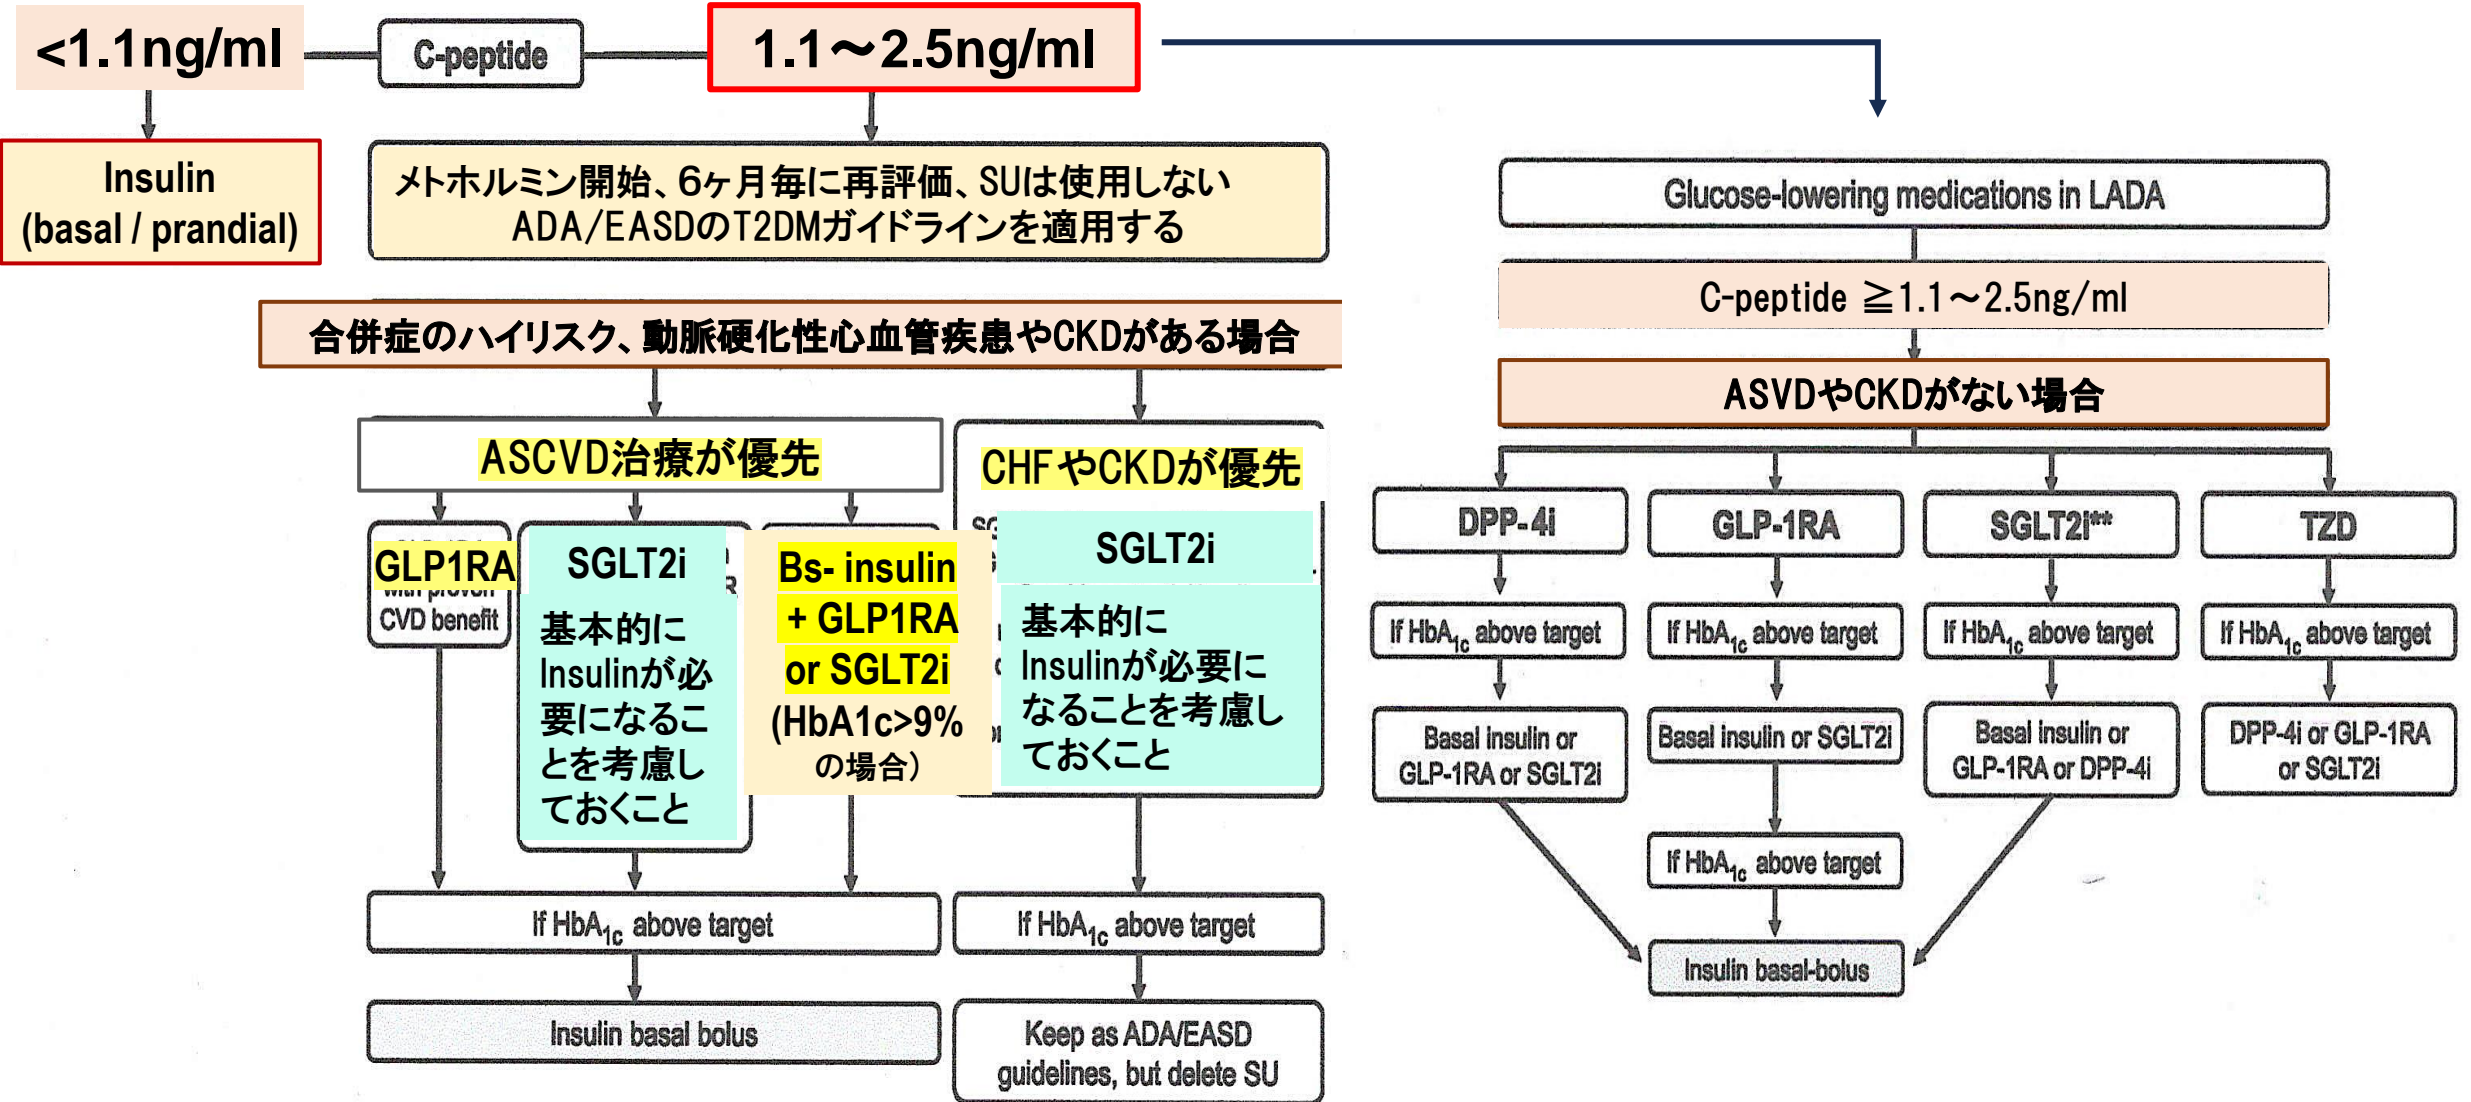 <1.1ng/ml
C-peptide
1.1～2.5ng/ml
Insulin
(basal / prandial)
メトホルミン開始、6ヶ月毎に再評価、SUは使用しない
ADA/EASDのT2DMガイドラインを適用する
合併症のハイリスク、動脈硬化性心血管疾患やCKDがある場合
ASCVD治療が優先
CHFやCKDが優先
GLP1RA
with proven
CVD benefit
SGLT2i
基本的に
Insulinが必
要になるこ
とを考慮し
ておくこと
Bs- insulin
+ GLP1RA
or SGLT2i
(HbA1c>9%
の場合）
SGLT2i
基本的に
Insulinが必要に
なることを考慮し
ておくこと
If HbA1c above target
If HbA1c above target
Insulin basal bolus
Keep as ADA/EASD
guidelines, but delete SU
Glucose-lowering medications in LADA
C-peptide ≧1.1～2.5ng/ml
ASVDやCKDがない場合
DPP-4i
GLP-1RA
SGLT2i**
TZD
If HbA1c above target
If HbA1c above target
If HbA1c above target
If HbA1c above target
Basal insulin or
GLP-1RA or SGLT2i
Basal insulin or SGLT2i
Basal insulin or
GLP-1RA or DPP-4i
DPP-4i or GLP-1RA
or SGLT2i
If HbA1c above target
Insulin basal-bolus